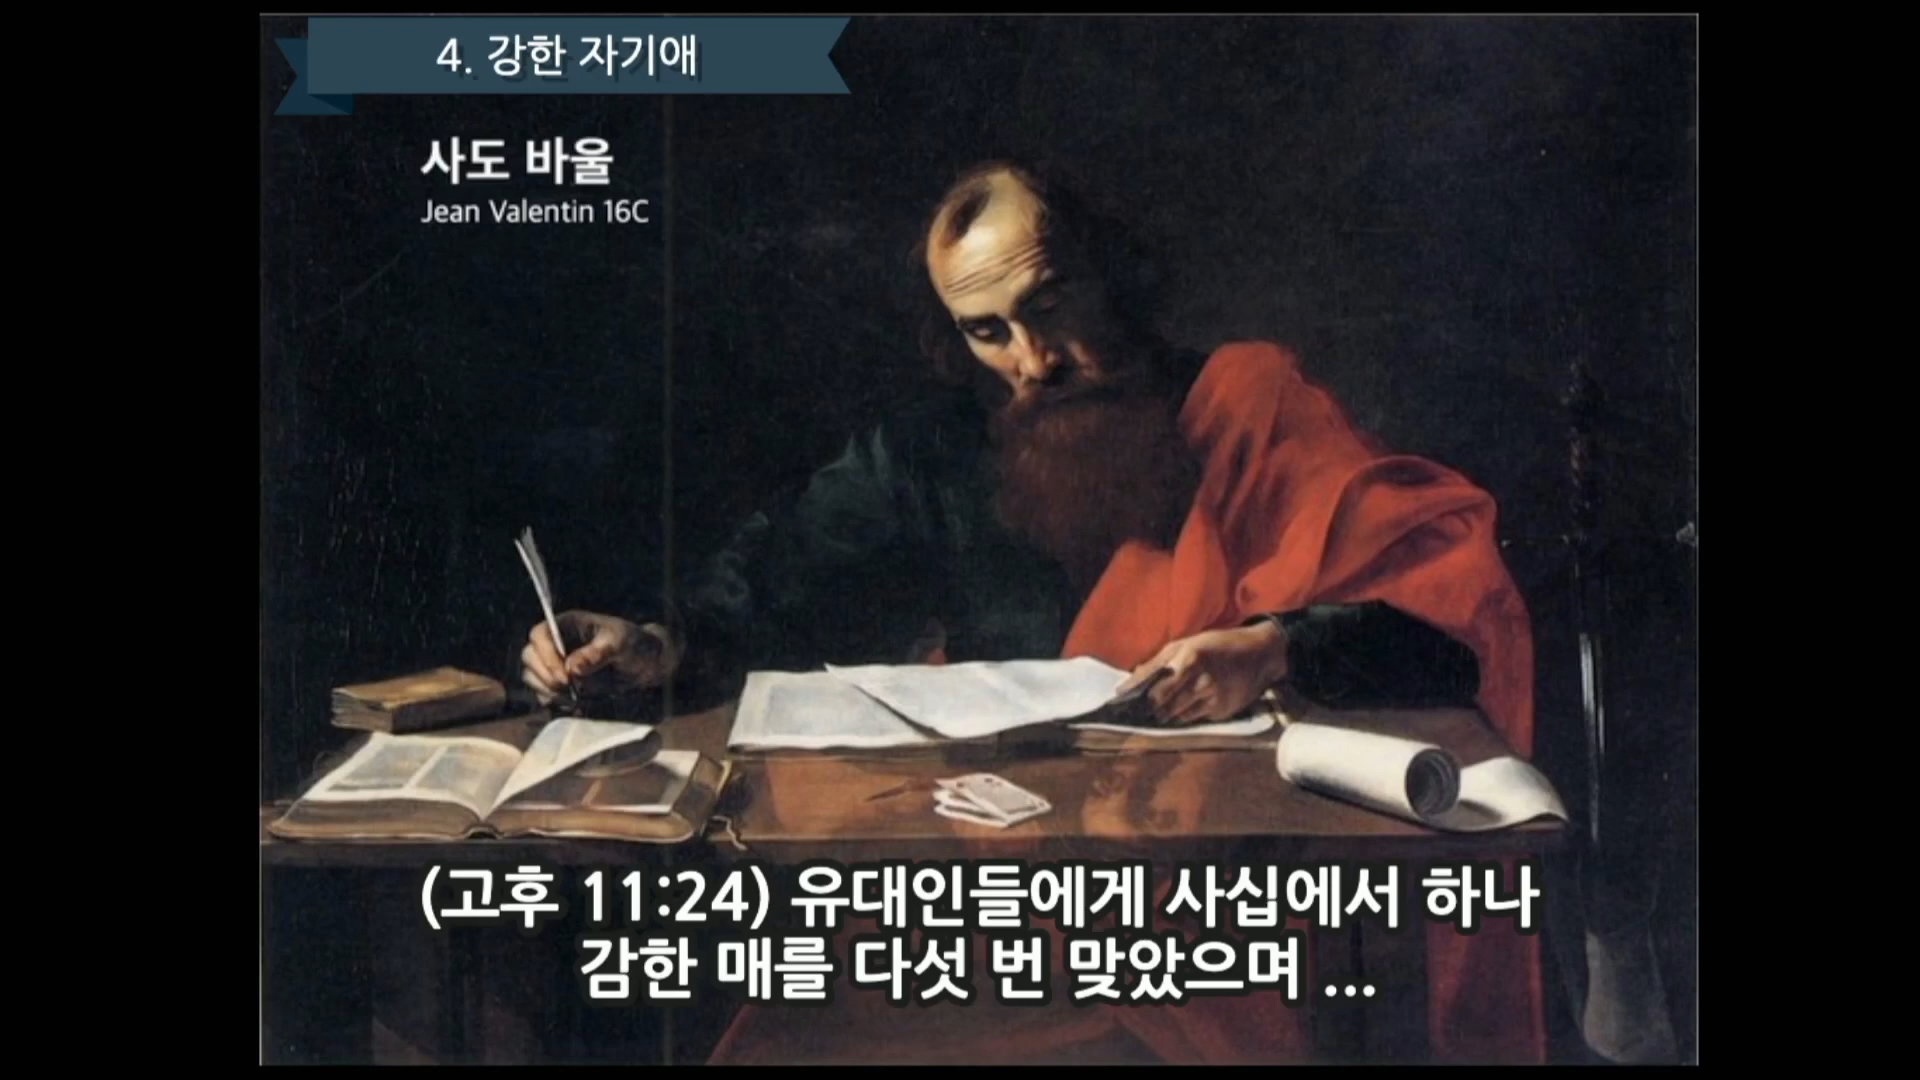 4. 강한 자기애
사도 바울
Jean Valentin 16C
(고후 11:24) 유대인들에게 사십에서 하나
감한 매를 다섯 번 맞았으며 ...